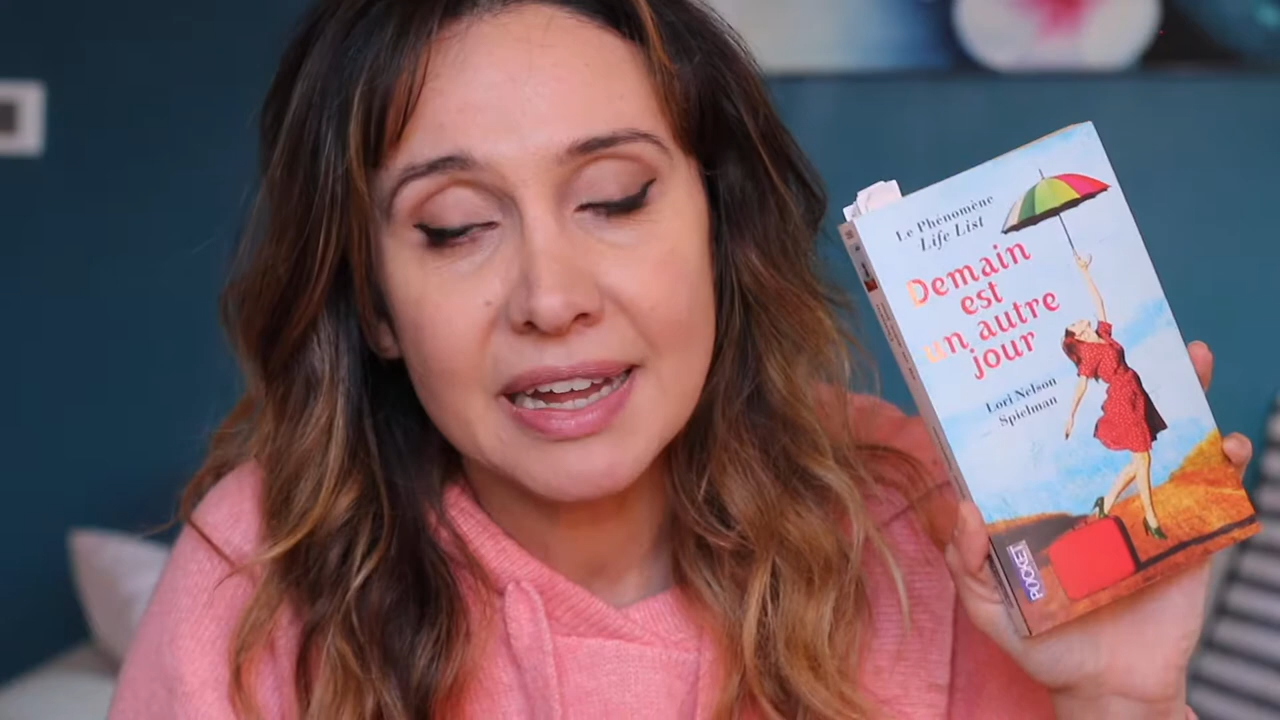 Le Phénomène
Life List
Demain
est
un autre
jour
Lori Nelson
Spielman
POCKET